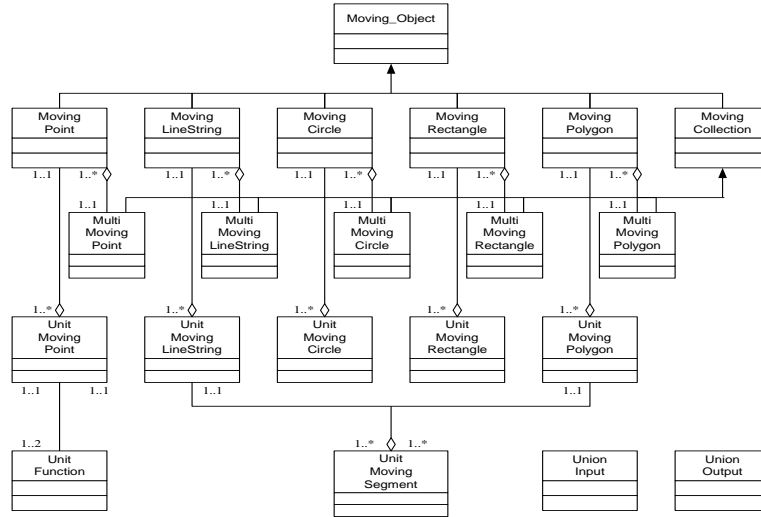 Moving_Object
Moving
Point
Moving
LineString
Moving
Circle
Moving
Rectangle
Moving
Polygon
Moving
Collection
1..1
1..*
1..1
1..*
1..1
1..*
1..1
1..*
1..1
1..*
1..1
1..1
1..1
1..1
1..1
Multi
Moving
Point
Multi
Moving
LineString
Multi
Moving
Circle
Multi
Moving
Rectangle
Multi
Moving
Polygon
1..*
1..*
1..*
1..*
1..*
Unit
Moving
Point
Unit
Moving
LineString
Unit
Moving
Circle
Unit
Moving
Rectangle
Unit
Moving
Polygon
1..1
1..1
1..1
1..1
1..2
1..*
1..*
Unit
Function
Unit
Moving
Segment
Union
Input
Union
Output